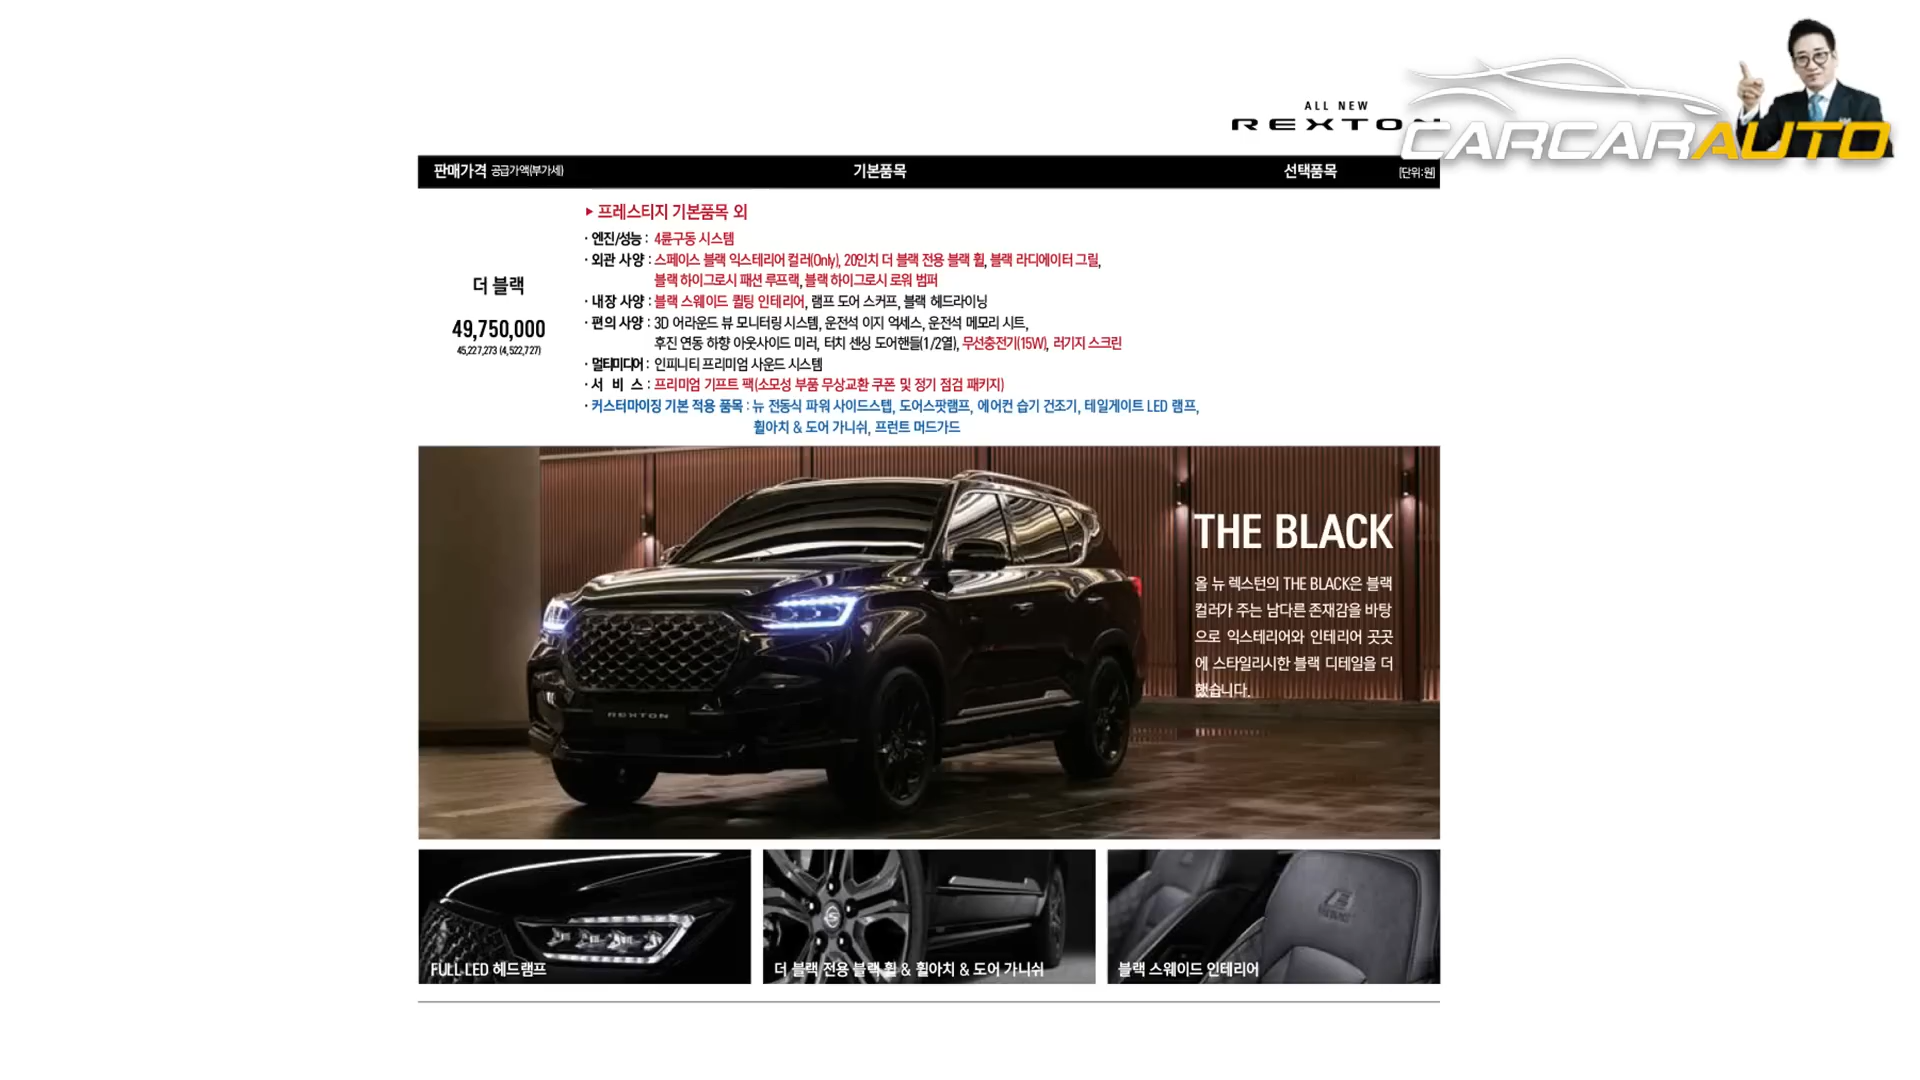 ALL NEW
REXTON
CARCARAUTO
판매가격 공급가액(부가세) 기본품목 선택품목 [단위:원]
▶ 프레스티지 기본품목 외
· 엔진/성능 : 4륜구동 시스템
· 외관 사양 : 스페이스 블랙 익스테리어 컬러(Only), 20인치 더 블랙 전용 블랙 휠, 블랙 라디에이터 그릴,
블랙 하이그로시 패션 루프랙, 블랙 하이그로시 로워 범퍼
더 블랙
· 내장 사양 : 블랙 스웨이드 퀼팅 인테리어, 램프 도어 스커프, 블랙 헤드라이닝
49,750,000
45,227,273 (4,522,727)
· 편의 사양 : 3D 어라운드 뷰 모니터링 시스템, 운전석 이지 억세스, 운전석 메모리 시트,
후진 연동 하향 아웃사이드 미러, 터치 센싱 도어핸들(1/2열), 무선충전기(15W), 러기지 스크린
· 멀티미디어 : 인피니티 프리미엄 사운드 시스템
· 서 비 스 : 프리미엄 기프트 팩(소모성 부품 무상교환 쿠폰 및 정기 점검 패키지)
· 커스터마이징 기본 적용 품목 : 뉴 전동식 파워 사이드스텝, 도어스팟램프, 에어컨 습기 건조기, 테일게이트 LED 램프,
휠아치 & 도어 가니쉬, 프런트 머드가드
THE BLACK
올 뉴 렉스턴의 THE BLACK은 블랙
컬러가 주는 남다른 존재감을 바탕
으로 익스테리어와 인테리어 곳곳
에 스타일리시한 블랙 디테일을 더
했습니다.
REXTON
FULL LED 헤드램프
더 블랙 전용 블랙 휠 & 휠아치 & 도어 가니쉬
블랙 스웨이드 인테리어